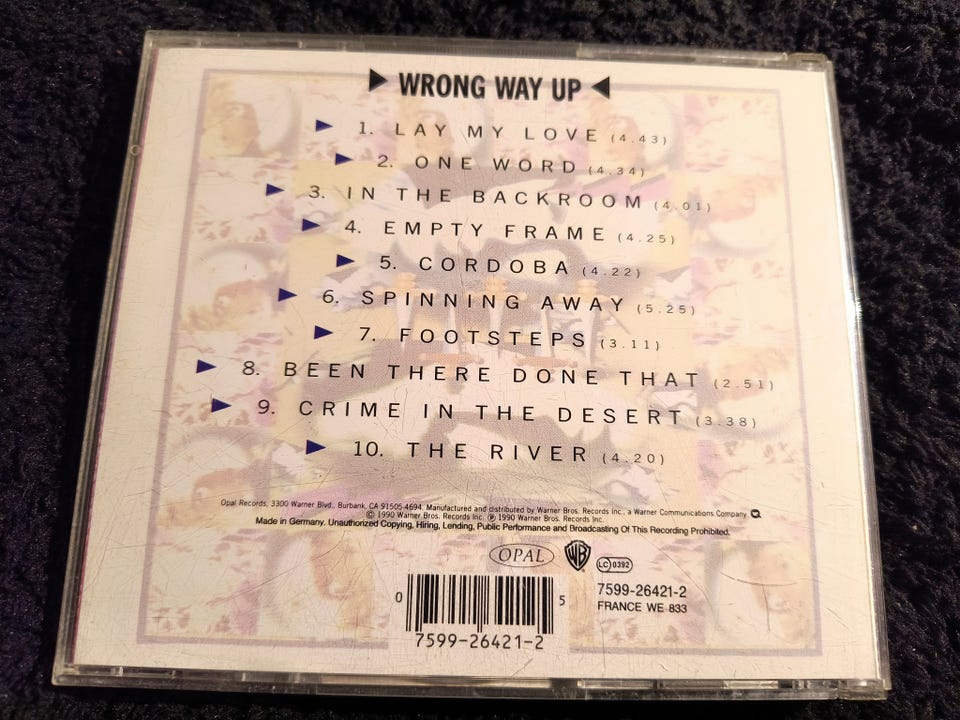 WRONG WAY UP
1. LAY MY LOVE (4.43)
2. ONE WORD (4.34)
3. IN THE BACKROOM (4.01)
4. EMPTY FRAME (4.25)
5. CORDOBA (4.22)
6. SPINNING AWAY (5.25)
7. FOOTSTEPS (3.11)
8. BEEN THERE DONE THAT (2.51)
9. CRIME IN THE DESERT (3.38)
10. THE RIVER (4.20)
Opal Records, 3300 Warner Blvd., Burbank, CA 91505-4694. Manufactured and distributed by Warner Bros. Records Inc., a Warner Communications Company.
© 1990 Warner Bros. Records Inc. ℗ 1990 Warner Bros. Records Inc.
Made in Germany. Unauthorized Copying, Hiring, Lending, Public Performance and Broadcasting Of This Recording Prohibited.
OPAL WB LC 0392
0 5
7599-26421-2
7599-26421-2
FRANCE WE 833